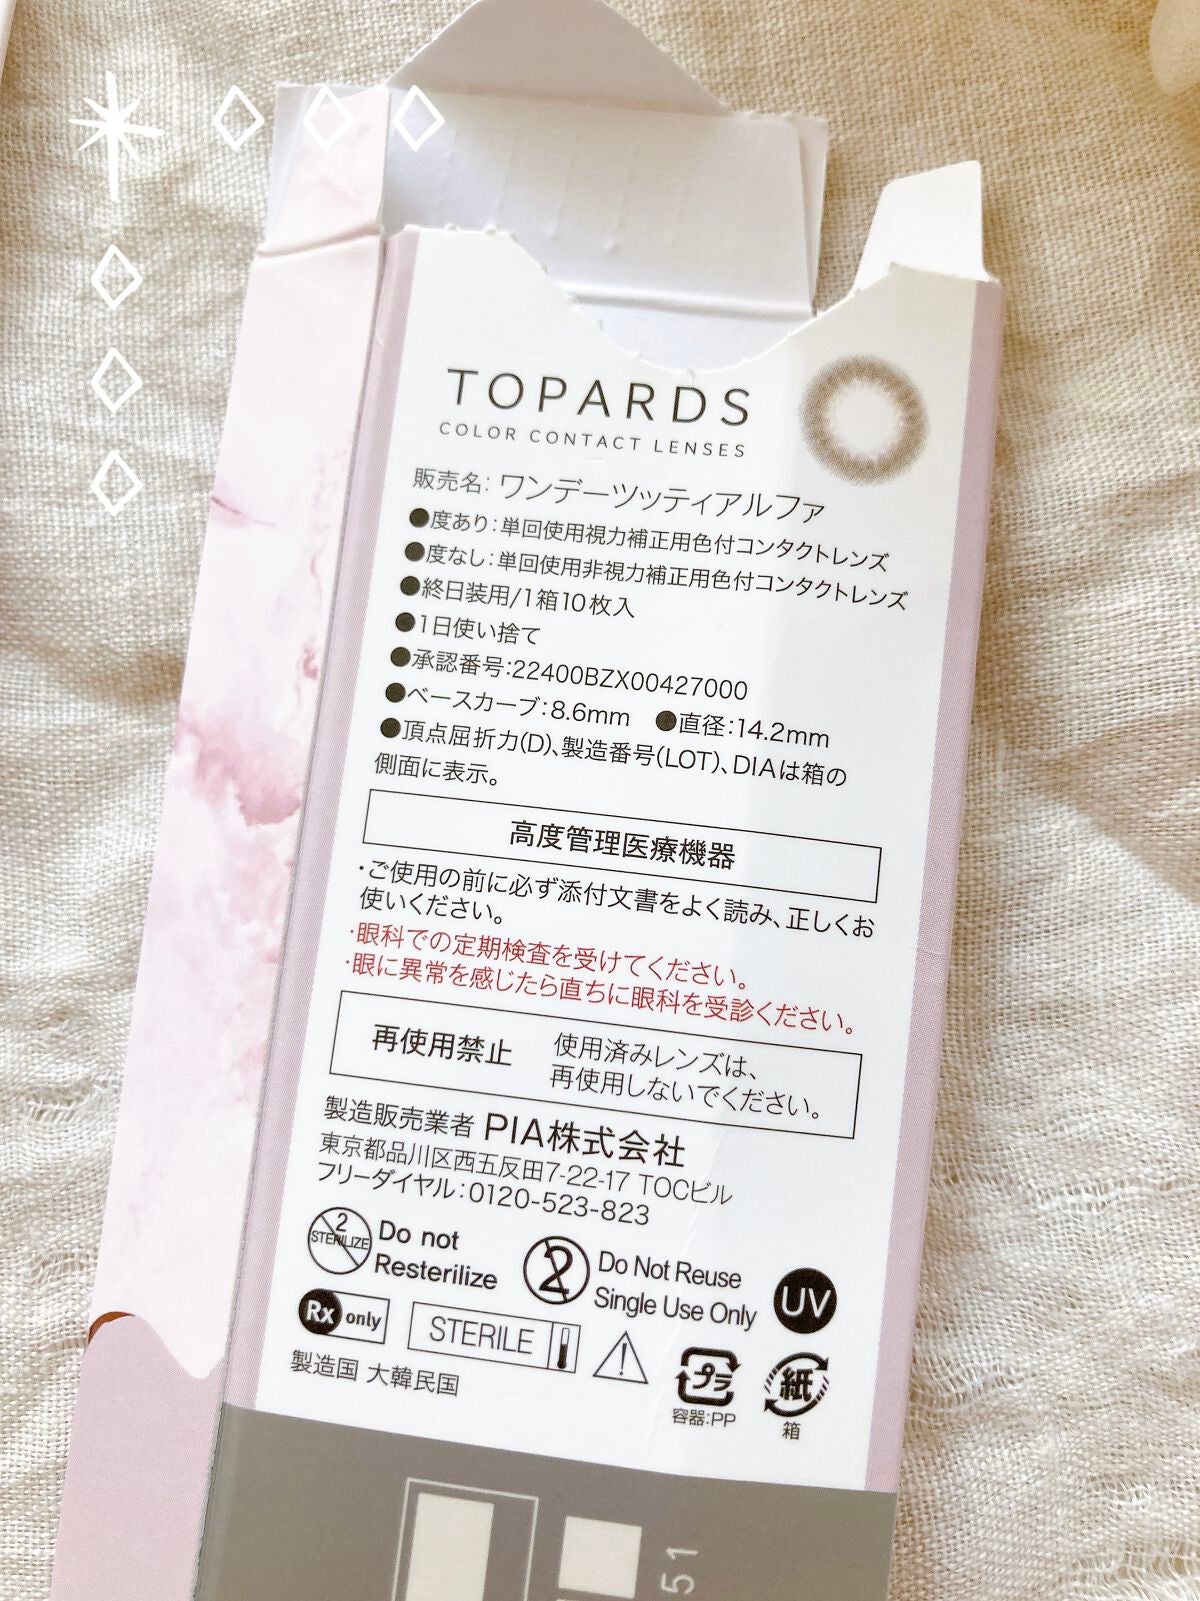 TOPARDS
COLOR CONTACT LENSES
販売名: ワンデーツッティアルファ
●度あり:単回使用視力補正用色付コンタクトレンズ
●度なし:単回使用非視力補正用色付コンタクトレンズ
●終日装用/1箱10枚入
●1日使い捨て
●承認番号:22400BZX00427000
●ベースカーブ:8.6mm ●直径:14.2mm
●頂点屈折力(D)、製造番号(LOT)、DIAは箱の
側面に表示。
高度管理医療機器
・ご使用の前に必ず添付文書をよく読み、正しくお
使いください。
・眼科での定期検査を受けてください。
・眼に異常を感じたら直ちに眼科を受診ください。
再使用禁止
使用済みレンズは、
再使用しないでください。
製造販売業者 PIA株式会社
東京都品川区西五反田7-22-17 TOCビル
フリーダイヤル:0120-523-823
2
STERILIZE
Do not
Resterilize
2
Do Not Reuse
Single Use Only
UV
Rx only
STERILE
プラ
容器:PP
紙
箱
製造国 大韓民国
51